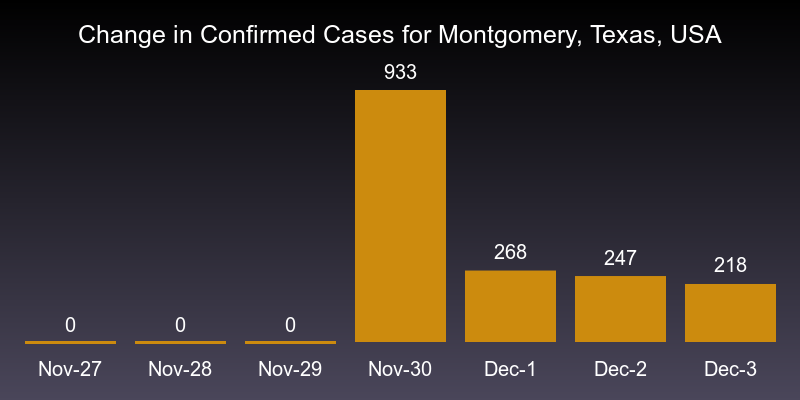 Change in Confirmed Cases for Montgomery, Texas, USA
933
268
247
218
0
0
0
Nov-27
Nov-28
Nov-29
Nov-30
Dec-1
Dec-2
Dec-3